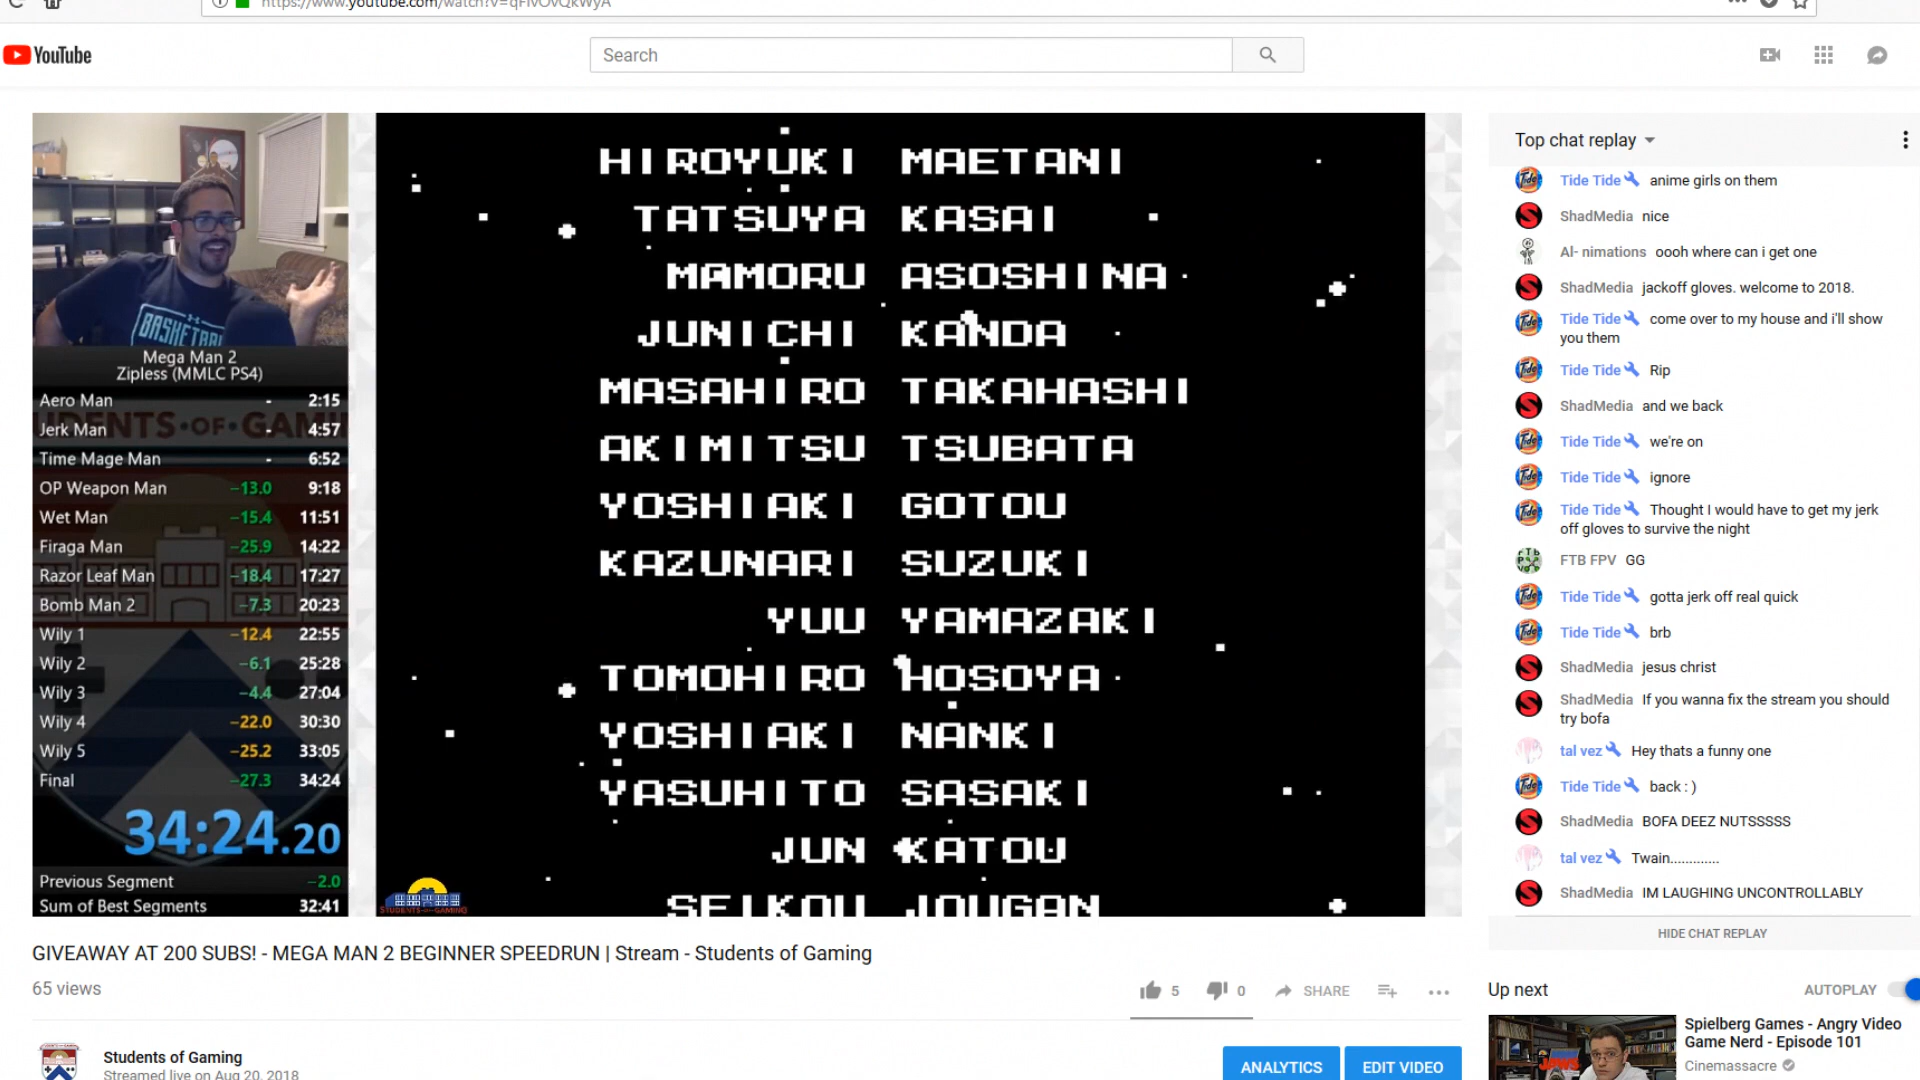 https://www.youtube.com/watch?v=qFIvOvQkWyA
YouTube
Search
BASKETBALL
Mega Man 2
Zipless (MMLC PS4)
Aero Man - 2:15
Jerk Man - 4:57
Time Mage Man - 6:52
OP Weapon Man −13.0 9:18
Wet Man −15.4 11:51
Firaga Man −25.9 14:22
Razor Leaf Man −18.4 17:27
Bomb Man 2 −7.3 20:23
Wily 1 −12.4 22:55
Wily 2 −6.1 25:28
Wily 3 −4.4 27:04
Wily 4 −22.0 30:30
Wily 5 −25.2 33:05
Final −27.3 34:24
34:24.20
Previous Segment −2.0
Sum of Best Segments 32:41
HIROYUKI MAETANI
TATSUYA KASAI
MAMORU ASOSHINA
JUNICHI KANDA
MASAHIRO TAKAHASHI
AKIMITSU TSUBATA
YOSHIAKI GOTOU
KAZUNARI SUZUKI
YUU YAMAZAKI
TOMOHIRO HOSOYA
YOSHIAKI NANKI
YASUHITO SASAKI
JUN KATOU
SEIKOU JOUGAN
STUDENTS OF GAMING
Top chat replay
Tide Tide anime girls on them
ShadMedia nice
Al- nimations oooh where can i get one
ShadMedia jackoff gloves. welcome to 2018.
Tide Tide come over to my house and i'll show
you them
Tide Tide Rip
ShadMedia and we back
Tide Tide we're on
Tide Tide ignore
Tide Tide Thought I would have to get my jerk
off gloves to survive the night
FTB FPV GG
Tide Tide gotta jerk off real quick
Tide Tide brb
ShadMedia jesus christ
ShadMedia If you wanna fix the stream you should
try bofa
tal vez Hey thats a funny one
Tide Tide back : )
ShadMedia BOFA DEEZ NUTSSSSS
tal vez Twain.............
ShadMedia IM LAUGHING UNCONTROLLABLY
HIDE CHAT REPLAY
GIVEAWAY AT 200 SUBS! - MEGA MAN 2 BEGINNER SPEEDRUN | Stream - Students of Gaming
65 views
5 0 SHARE
Students of Gaming
Streamed live on Aug 20, 2018
ANALYTICS EDIT VIDEO
Up next AUTOPLAY
Spielberg Games - Angry Video
Game Nerd - Episode 101
Cinemassacre